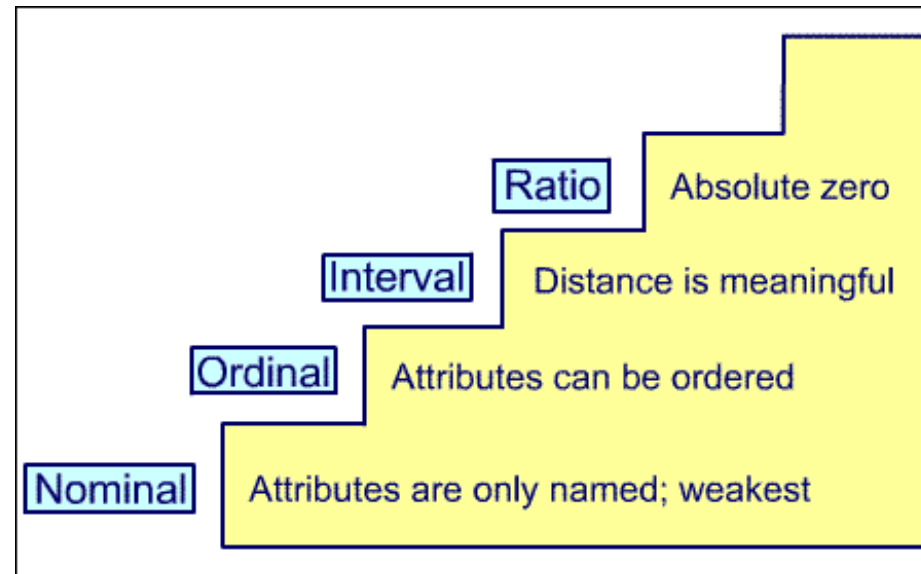 Ratio
Absolute zero
Interval
Distance is meaningful
Ordinal
Attributes can be ordered
Nominal
Attributes are only named; weakest